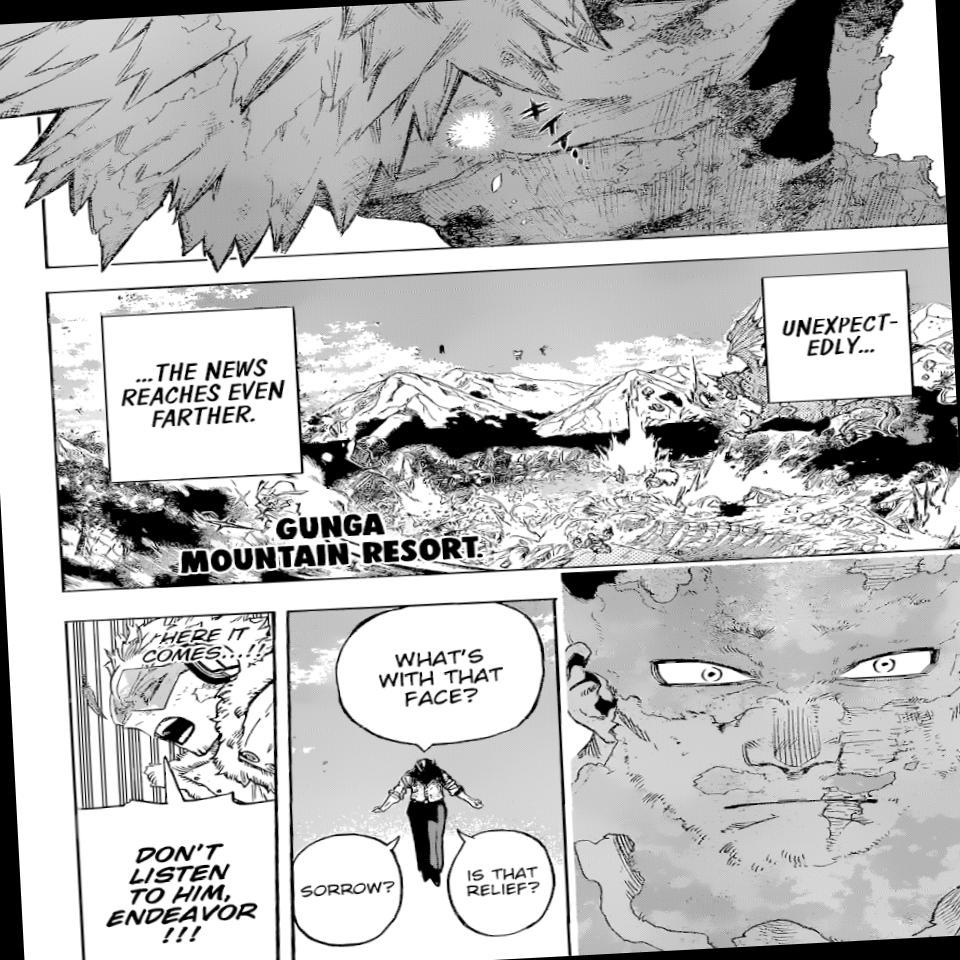 UNEXPECT-
EDLY...
...THE NEWS
REACHES EVEN
FARTHER.
GUNGA
MOUNTAIN RESORT.
WHAT'S
WITH THAT
FACE?
IS THAT
RELIEF?
SORROW?
HERE IT
COMES...!!
DON'T
LISTEN
TO HIM,
ENDEAVOR
!!!